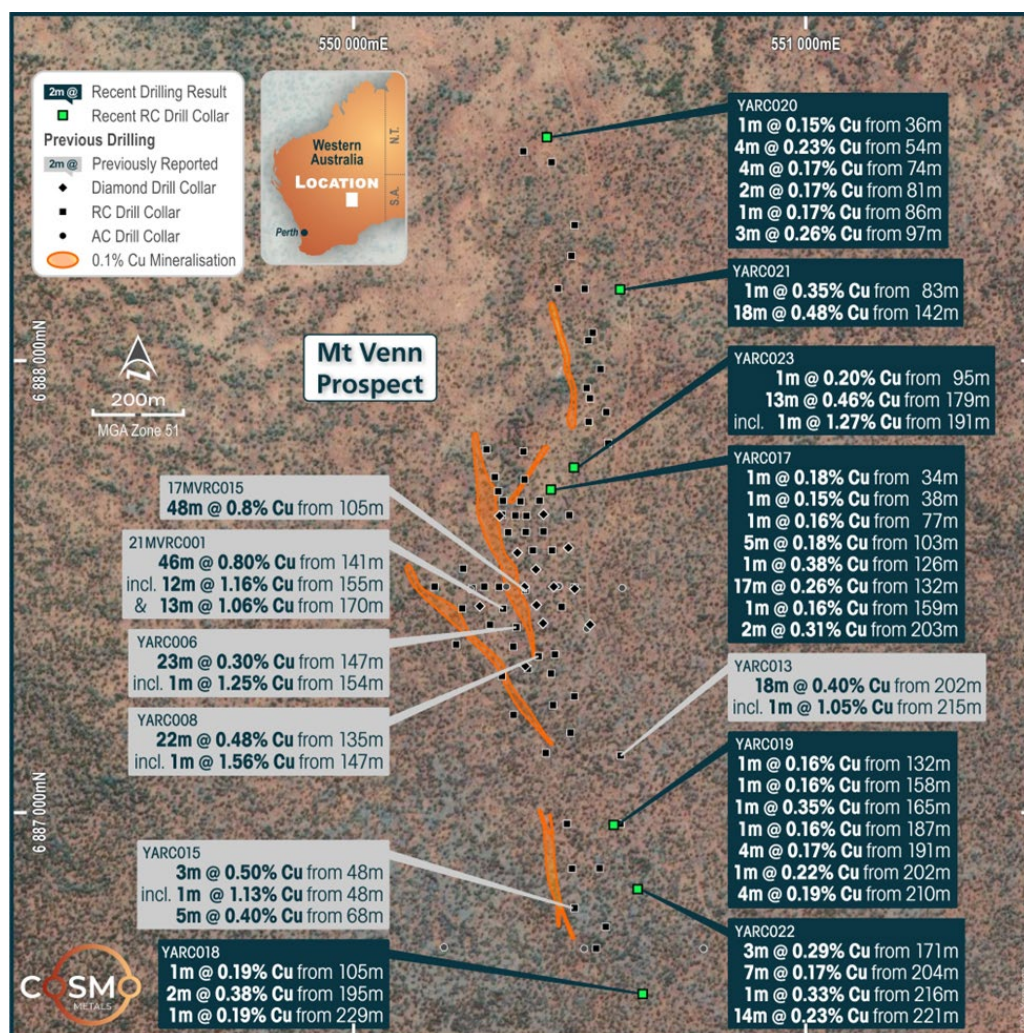 550 000mE
551 000mE
2m @ Recent Drilling Result
Recent RC Drill Collar
Previous Drilling
2m @ Previously Reported
Diamond Drill Collar
RC Drill Collar
AC Drill Collar
0.1% Cu Mineralisation
Western
Australia
LOCATION
N.T.
S.A.
Perth
6 888 000mN
N
200m
MGA Zone 51
Mt Venn
Prospect
YARC020
1m @ 0.15% Cu from 36m
4m @ 0.23% Cu from 54m
4m @ 0.17% Cu from 74m
2m @ 0.17% Cu from 81m
1m @ 0.17% Cu from 86m
3m @ 0.26% Cu from 97m
YARC021
1m @ 0.35% Cu from 83m
18m @ 0.48% Cu from 142m
YARC023
1m @ 0.20% Cu from 95m
13m @ 0.46% Cu from 179m
incl. 1m @ 1.27% Cu from 191m
YARC017
1m @ 0.18% Cu from 34m
1m @ 0.15% Cu from 38m
1m @ 0.16% Cu from 77m
5m @ 0.18% Cu from 103m
1m @ 0.38% Cu from 126m
17m @ 0.26% Cu from 132m
1m @ 0.16% Cu from 159m
2m @ 0.31% Cu from 203m
17MVRC015
48m @ 0.8% Cu from 105m
21MVRC001
46m @ 0.80% Cu from 141m
incl. 12m @ 1.16% Cu from 155m
& 13m @ 1.06% Cu from 170m
YARC006
23m @ 0.30% Cu from 147m
incl. 1m @ 1.25% Cu from 154m
YARC008
22m @ 0.48% Cu from 135m
incl. 1m @ 1.56% Cu from 147m
YARC013
18m @ 0.40% Cu from 202m
incl. 1m @ 1.05% Cu from 215m
6 887 000mN
YARC019
1m @ 0.16% Cu from 132m
1m @ 0.16% Cu from 158m
1m @ 0.35% Cu from 165m
1m @ 0.16% Cu from 187m
4m @ 0.17% Cu from 191m
1m @ 0.22% Cu from 202m
4m @ 0.19% Cu from 210m
YARC015
3m @ 0.50% Cu from 48m
incl. 1m @ 1.13% Cu from 48m
5m @ 0.40% Cu from 68m
YARC022
3m @ 0.29% Cu from 171m
7m @ 0.17% Cu from 204m
1m @ 0.33% Cu from 216m
14m @ 0.23% Cu from 221m
YARC018
1m @ 0.19% Cu from 105m
2m @ 0.38% Cu from 195m
1m @ 0.19% Cu from 229m
COSMO
METALS